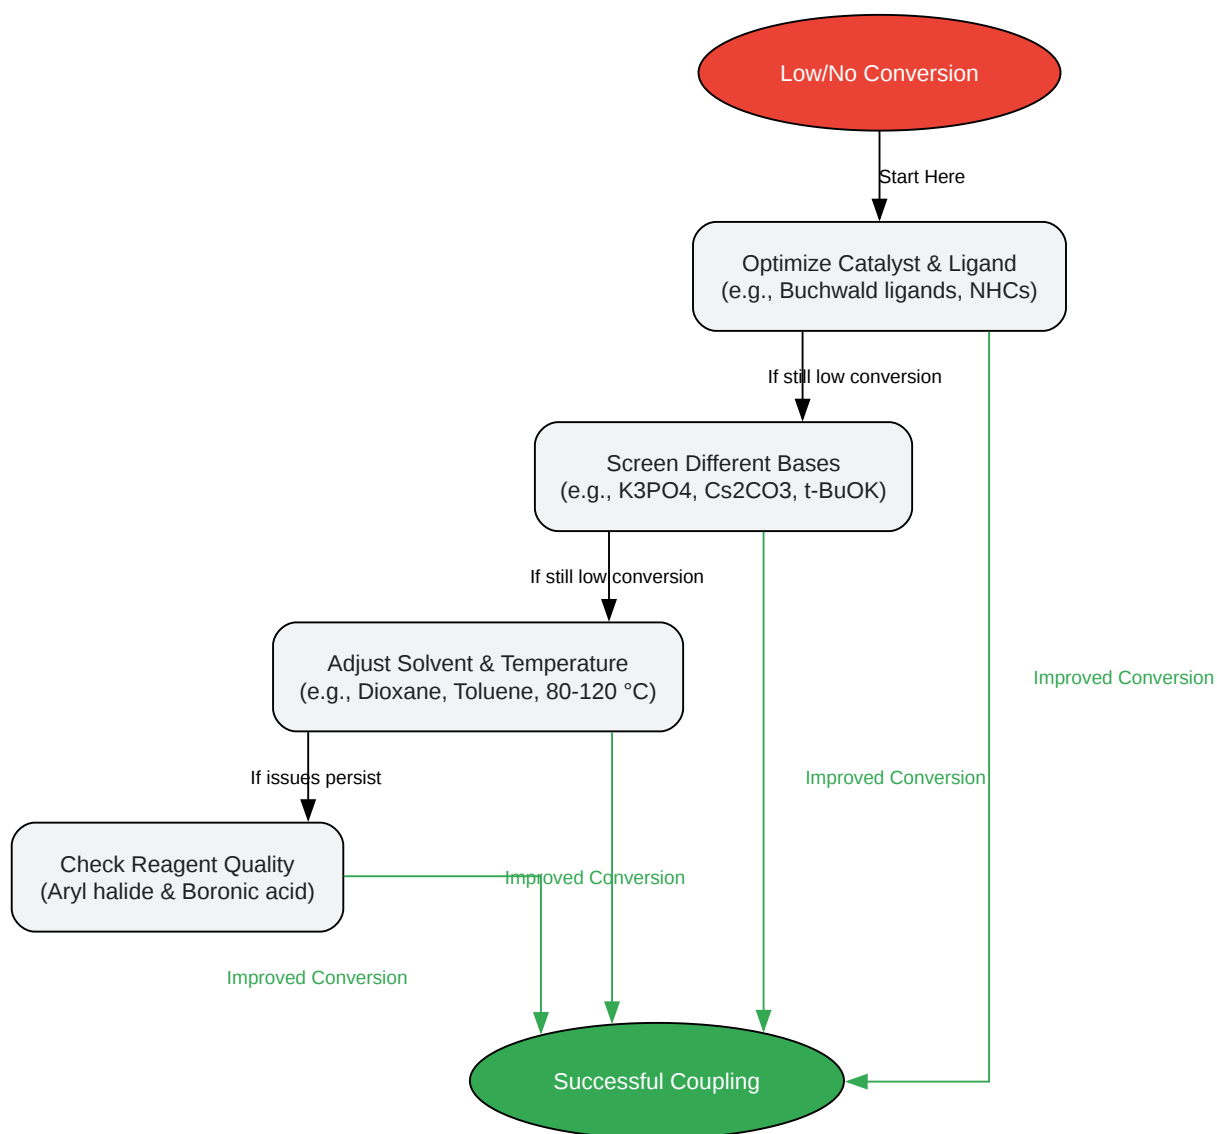 Low/No Conversion
Start Here
Optimize Catalyst & Ligand
(e.g., Buchwald ligands, NHCs)
If still low conversion
Screen Different Bases
(e.g., K3PO4, Cs2CO3, t-BuOK)
If still low conversion
Adjust Solvent & Temperature
(e.g., Dioxane, Toluene, 80-120 °C)
Improved Conversion
If issues persist
Improved Conversion
Check Reagent Quality
(Aryl halide & Boronic acid)
Improved Conversion
Improved Conversion
Successful Coupling